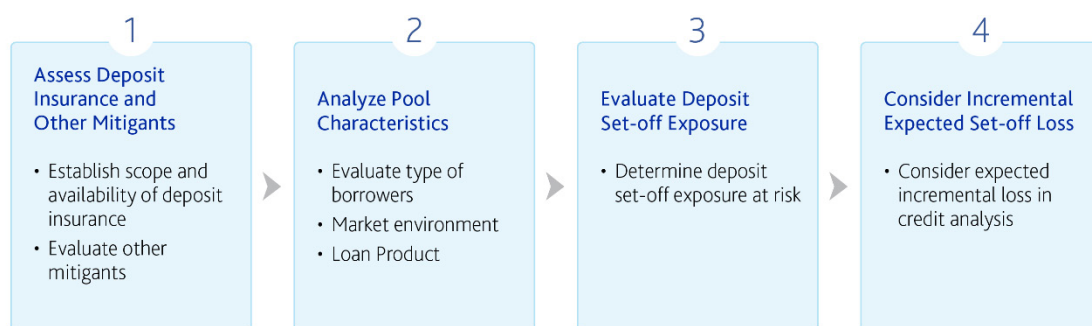 1
Assess Deposit
Insurance and
Other Mitigants
• Establish scope and
availability of deposit
insurance
• Evaluate other
mitigants
2
Analyze Pool
Characteristics
• Evaluate type of
borrowers
• Market environment
• Loan Product
3
Evaluate Deposit
Set-off Exposure
• Determine deposit
set-off exposure at risk
4
Consider Incremental
Expected Set-off Loss
• Consider expected
incremental loss in
credit analysis